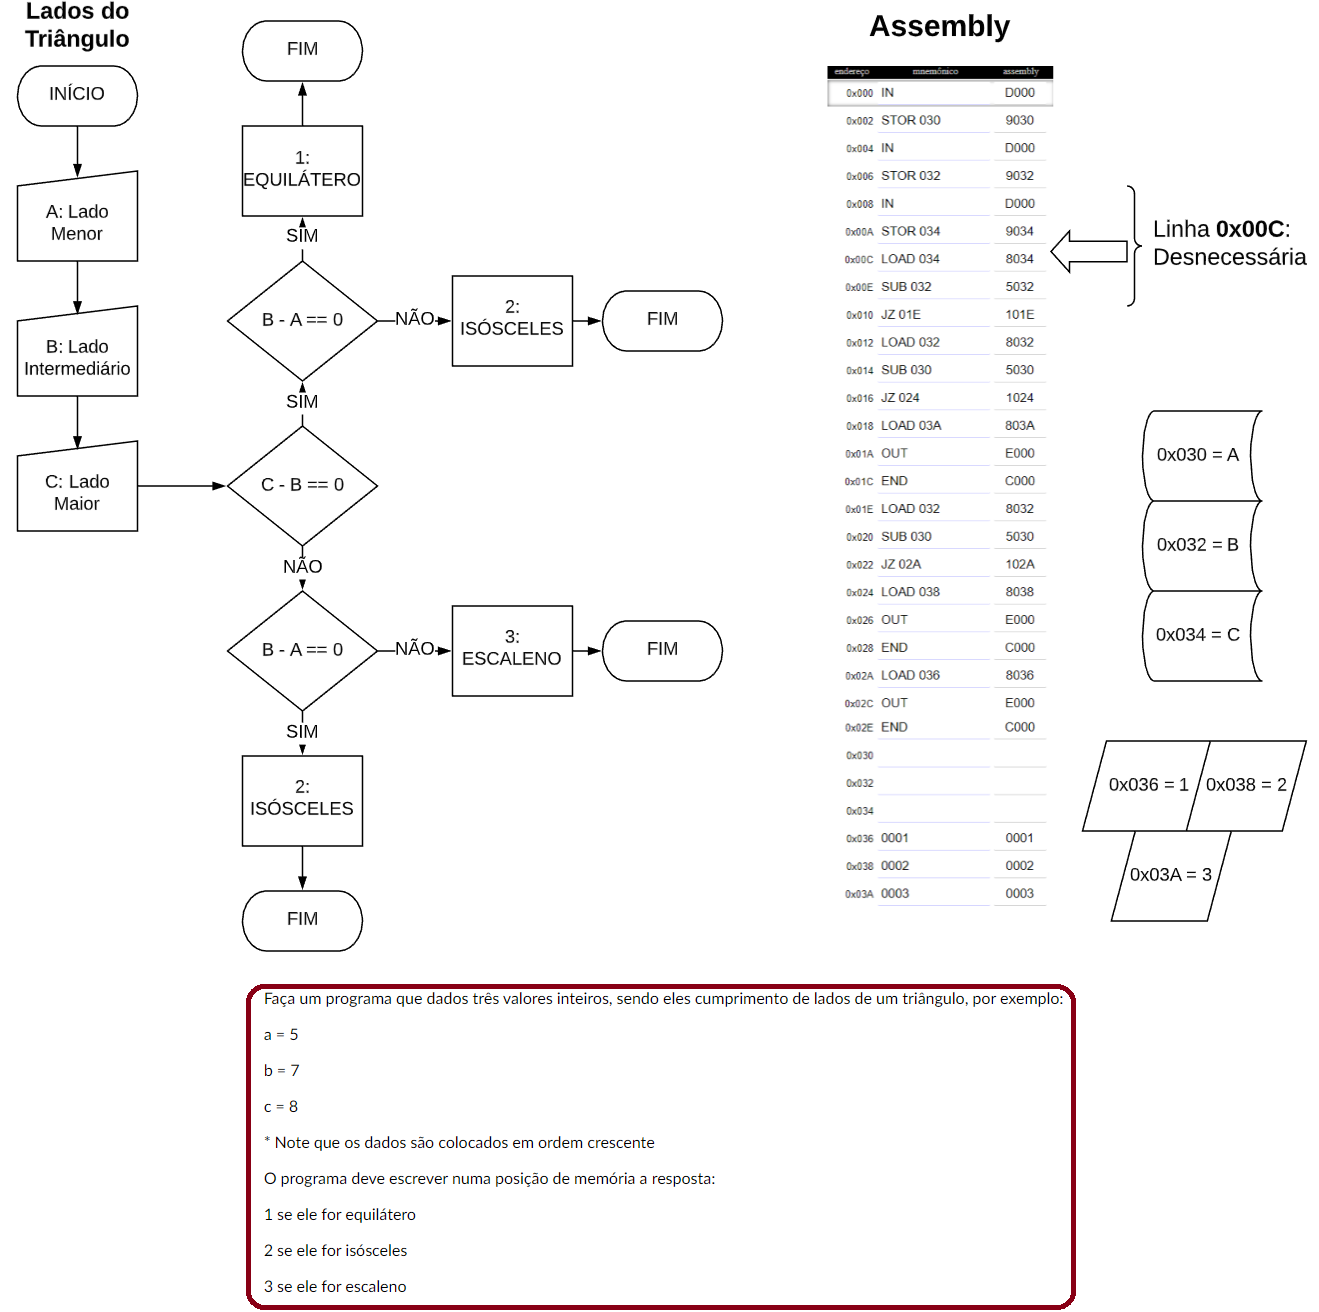 Lados do
Triângulo
INÍCIO
A: Lado
Menor
B: Lado
Intermediário
C: Lado
Maior
FIM
1:
EQUILÁTERO
SIM
B - A == 0
NÃO
2:
ISÓSCELES
FIM
SIM
C - B == 0
NÃO
B - A == 0
NÃO
3:
ESCALENO
FIM
SIM
2:
ISÓSCELES
FIM
Assembly
endereço mnemónico assembly
0x000 IN D000
0x002 STOR 030 9030
0x004 IN D000
0x006 STOR 032 9032
0x008 IN D000
0x00A STOR 034 9034
0x00C LOAD 034 8034
0x00E SUB 032 5032
0x010 JZ 01E 101E
0x012 LOAD 032 8032
0x014 SUB 030 5030
0x016 JZ 024 1024
0x018 LOAD 03A 803A
0x01A OUT E000
0x01C END C000
0x01E LOAD 032 8032
0x020 SUB 030 5030
0x022 JZ 02A 102A
0x024 LOAD 038 8038
0x026 OUT E000
0x028 END C000
0x02A LOAD 036 8036
0x02C OUT E000
0x02E END C000
0x030
0x032
0x034
0x036 0001 0001
0x038 0002 0002
0x03A 0003 0003
Linha 0x00C:
Desnecessária
0x030 = A
0x032 = B
0x034 = C
0x036 = 1 0x038 = 2
0x03A = 3
Faça um programa que dados três valores inteiros, sendo eles cumprimento de lados de um triângulo, por exemplo:
a = 5
b = 7
c = 8
* Note que os dados são colocados em ordem crescente
O programa deve escrever numa posição de memória a resposta:
1 se ele for equilátero
2 se ele for isósceles
3 se ele for escaleno